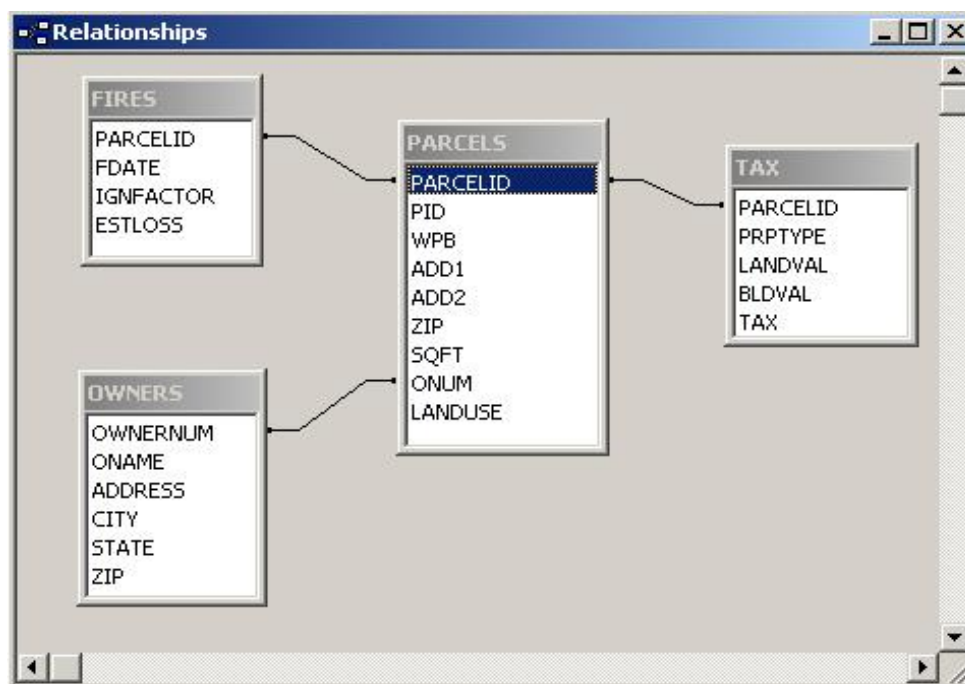 Relationships
FIRES
PARCELID
FDATE
IGNFACTOR
ESTLOSS
PARCELS
PARCELID
PID
WPB
ADD1
ADD2
ZIP
SQFT
ONUM
LANDUSE
TAX
PARCELID
PRPTYPE
LANDVAL
BLDVAL
TAX
OWNERS
OWNERNUM
ONAME
ADDRESS
CITY
STATE
ZIP